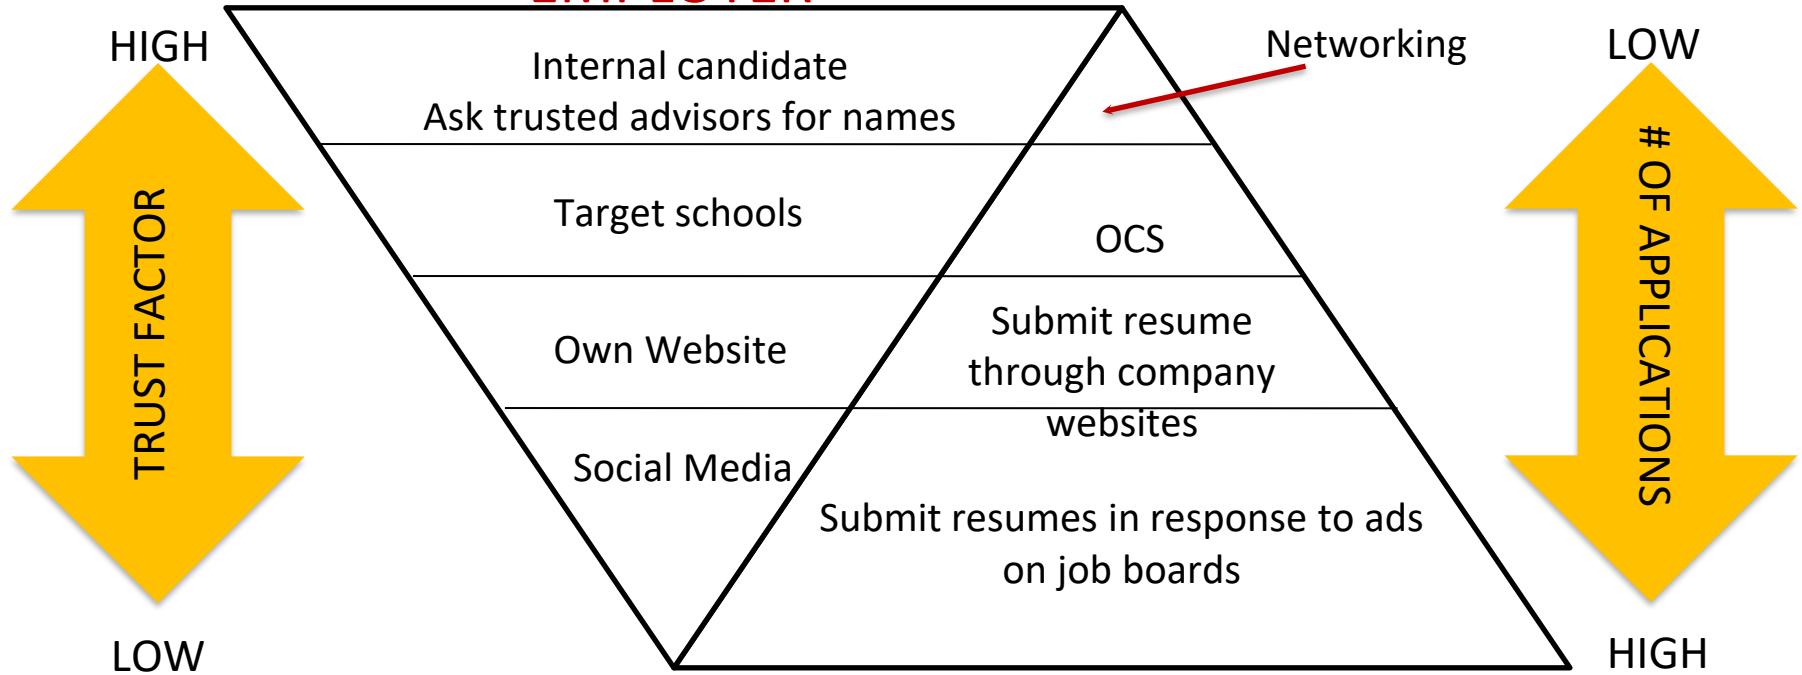 EMPLOYER
HIGH
Internal candidate
Ask trusted advisors for names
Networking
LOW
TRUST FACTOR
Target schools
OCS
# OF APPLICATIONS
Own Website
Submit resume
through company
websites
Social Media
Submit resumes in response to ads
on job boards
LOW
HIGH